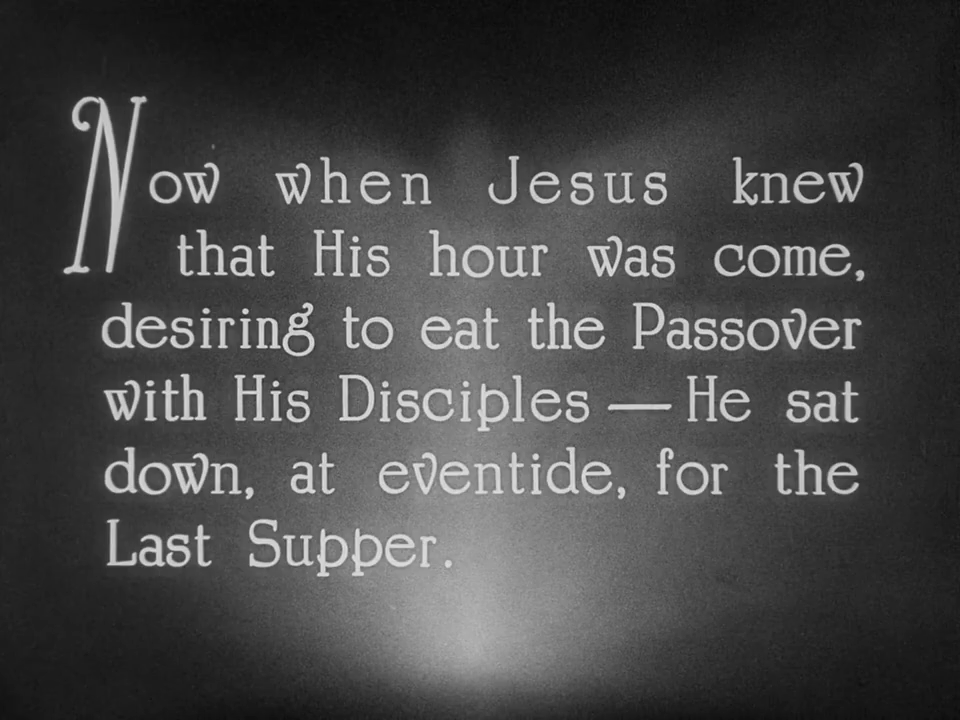 Now when Jesus knew
that His hour was come,
desiring to eat the Passover
with His Disciples — He sat
down, at eventide, for the
Last Supper.